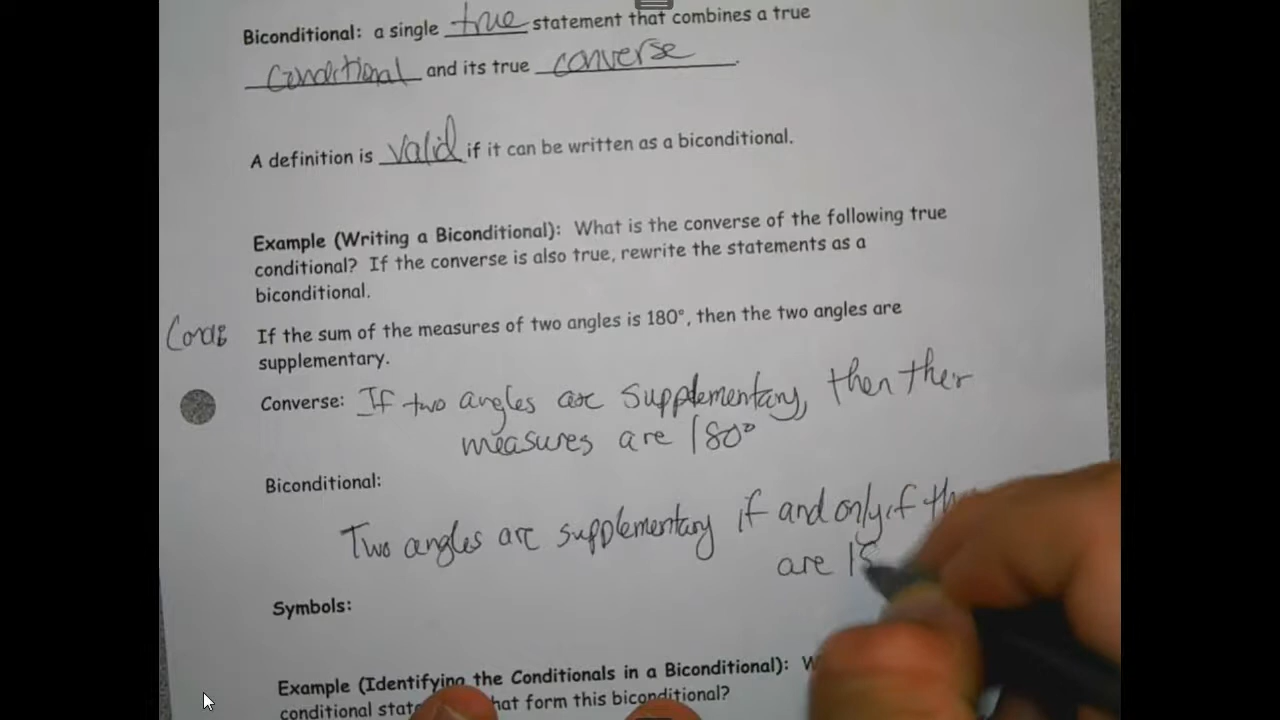 Biconditional: a single true statement that combines a true
conditional and its true converse.
A definition is valid if it can be written as a biconditional.
Example (Writing a Biconditional): What is the converse of the following true
conditional? If the converse is also true, rewrite the statements as a
biconditional.
If the sum of the measures of two angles is 180°, then the two angles are
supplementary.
Converse: If two angles are supplementary, then their
measures are 180°
Biconditional:
Two angles are supplementary if and only if
are 18
Symbols:
Example (Identifying the Conditionals in a Biconditional):
conditional form this biconditional?